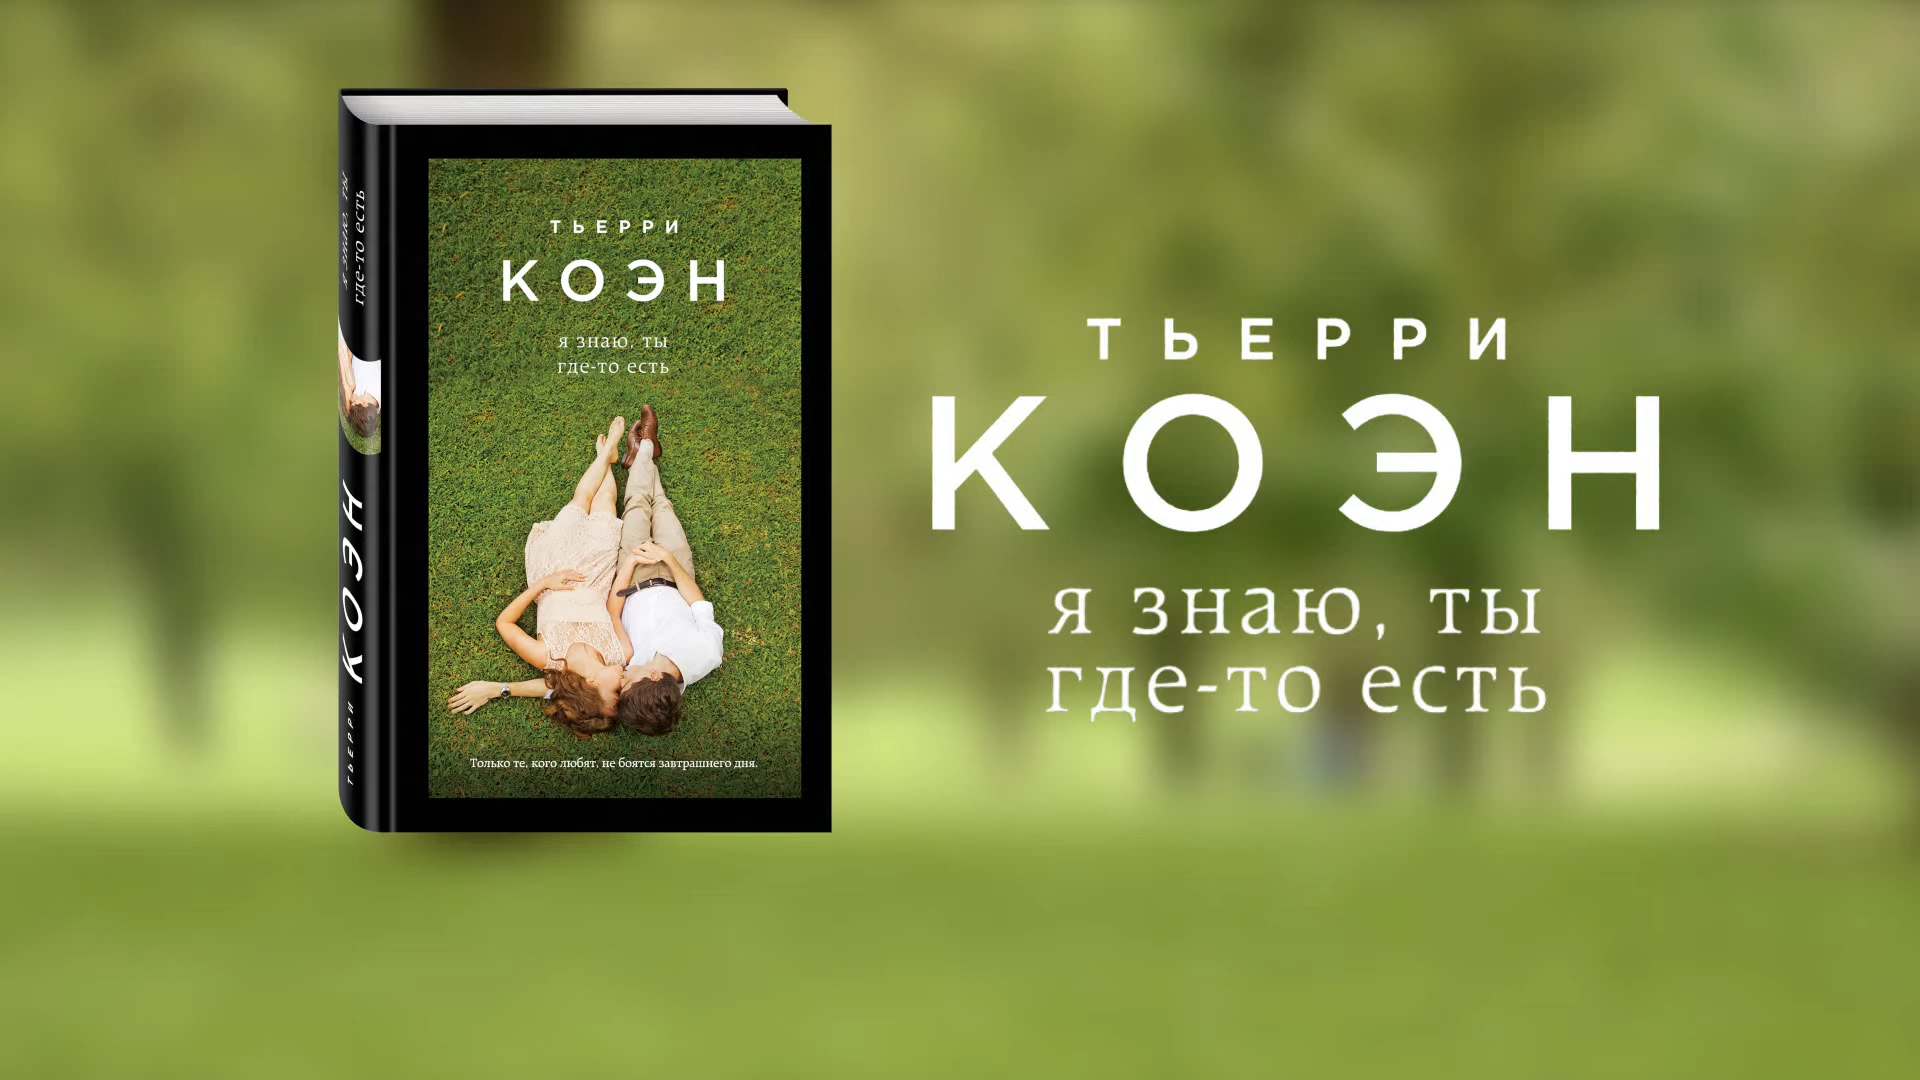 я знаю, ты
где-то есть
ТЬЕРРИ КОЭН
ТЬЕРРИ
КОЭН
я знаю, ты
где-то есть
Только те, кого любят, не боятся завтрашнего дня.
ТЬЕРРИ
КОЭН
я знаю, ты
где-то есть